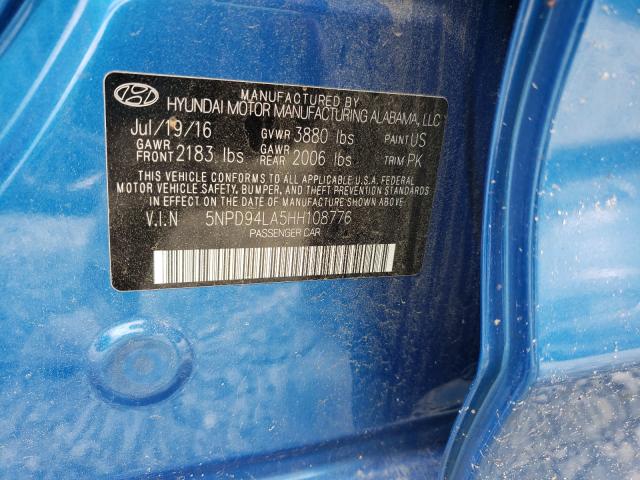 MANUFACTURED BY
HYUNDAI MOTOR MANUFACTURING ALABAMA, LLC
Jul/19/16 GVWR 3880 lbs PAINT US
GAWR FRONT 2183 lbs GAWR REAR 2006 lbs TRIM PK
THIS VEHICLE CONFORMS TO ALL APPLICABLE U.S.A. FEDERAL
MOTOR VEHICLE SAFETY, BUMPER, AND THEFT PREVENTION
STANDARDS IN EFFECT ON THE DATE OF MANUFACTURE SHOWN ABOVE.
V.I.N 5NPD94LA5HH108776
PASSENGER CAR